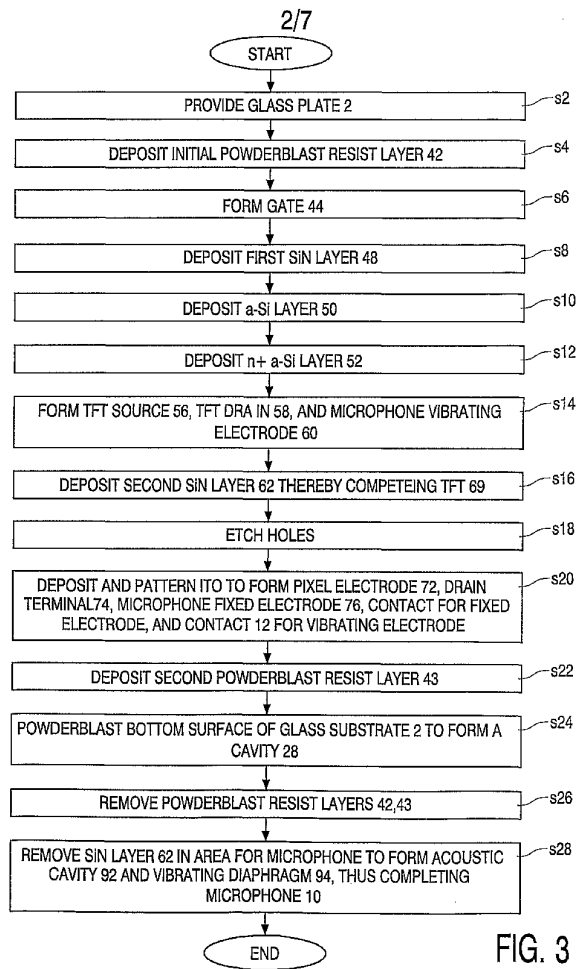 2/7
START
PROVIDE GLASS PLATE 2
s2
DEPOSIT INITIAL POWDERBLAST RESIST LAYER 42
s4
FORM GATE 44
s6
DEPOSIT FIRST SiN LAYER 48
s8
DEPOSIT a-Si LAYER 50
s10
DEPOSIT n+ a-Si LAYER 52
s12
FORM TFT SOURCE 56, TFT DRA IN 58, AND MICROPHONE VIBRATING
ELECTRODE 60
s14
DEPOSIT SECOND SiN LAYER 62 THEREBY COMPETEING TFT 69
s16
ETCH HOLES
s18
DEPOSIT AND PATTERN ITO TO FORM PIXEL ELECTRODE 72, DRAIN
TERMINAL74, MICROPHONE FIXED ELECTRODE 76, CONTACT FOR FIXED
ELECTRODE, AND CONTACT 12 FOR VIBRATING ELECTRODE
s20
DEPOSIT SECOND POWDERBLAST RESIST LAYER 43
s22
POWDERBLAST BOTTOM SURFACE OF GLASS SUBSTRATE 2 TO FORM A
CAVITY 28
s24
REMOVE POWDERBLAST RESIST LAYERS 42,43
s26
REMOVE SiN LAYER 62 IN AREA FOR MICROPHONE TO FORM ACOUSTIC
CAVITY 92 AND VIBRATING DIAPHRAGM 94, THUS COMPLETING
MICROPHONE 10
s28
END
FIG. 3